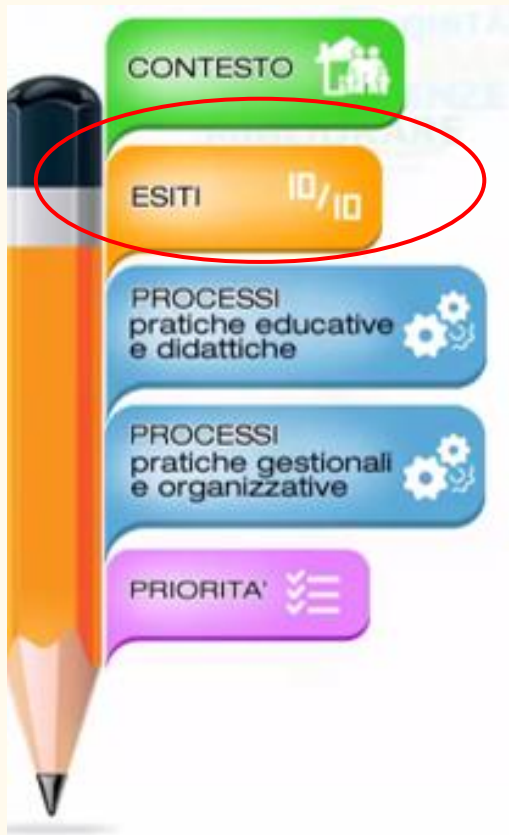 CONTESTO
ESITI 10/10
PROCESSI
pratiche educative
e didattiche
PROCESSI
pratiche gestionali
e organizzative
PRIORITA'